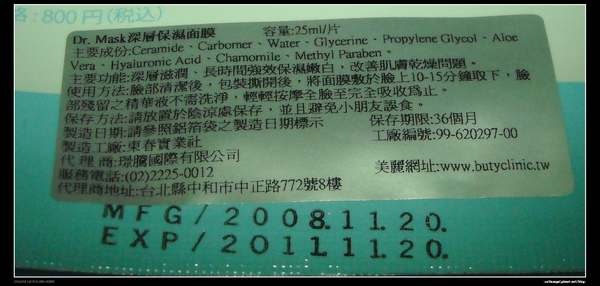 格:800円(税込)
Dr. Mask深層保濕面膜 容量:25ml/片
主要成份:Ceramide、Carbomer、Water、Glycerine、Propylene Glycol、Aloe
Vera、Hyaluronic Acid、Chamomile、Methyl Paraben。
主要功能:深層滋潤、長時間強效保濕嫩白,改善肌膚乾燥問題。
使用方法:臉部清潔後,包裝撕開後,將面膜敷於臉上10-15分鐘取下,臉
部殘留之精華液不需洗淨,輕輕按摩全臉至完全吸收為止。
保存方法:請放置於陰涼處保存,並且避免小朋友誤食。
製造日期:請參照鋁箔袋之製造日期標示 保存期限:36個月
製造工廠:東春實業社 工廠編號:99-620297-00
代 理 商:璟騰國際有限公司
服務電話:(02)2225-0012 美麗網址:www.butyclinic.tw
代理商地址:台北縣中和市中正路772號8樓
MFG/2008.11.20.
EXP/2011.11.20.